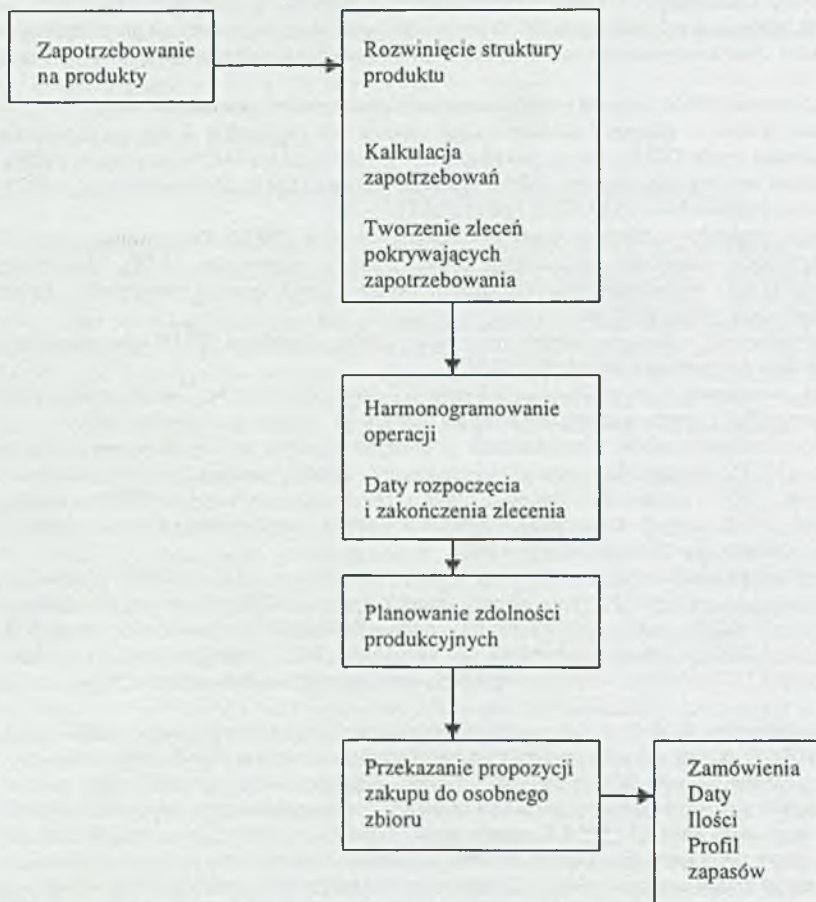 Zapotrzebowanie
na produkty
Rozwinięcie struktury
produktu
Kalkulacja
zapotrzebowań
Tworzenie zleceń
pokrywających
zapotrzebowania
Harmonogramowanie
operacji
Daty rozpoczęcia
i zakończenia zlecenia
Planowanie zdolności
produkcyjnych
Przekazanie propozycji
zakupu do osobnego
zbioru
Zamówienia
Daty
Ilości
Profil
zapasów